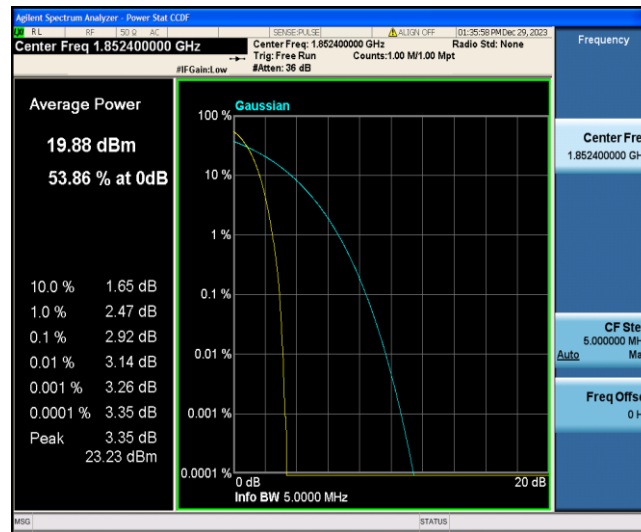 Agilent Spectrum Analyzer - Power Stat CCDF
RL RF 50 Ω AC SENSE:PULSE ALIGN OFF 01:35:58 PM Dec 29, 2023
Center Freq 1.852400000 GHz Center Freq: 1.852400000 GHz Radio Std: None
Trig: Free Run Counts:1.00 M/1.00 Mpt
#IFGain:Low #Atten: 36 dB
Frequency
Average Power
19.88 dBm
53.86 % at 0dB
10.0 % 1.65 dB
1.0 % 2.47 dB
0.1 % 2.92 dB
0.01 % 3.14 dB
0.001 % 3.26 dB
0.0001 % 3.35 dB
Peak 3.35 dB
23.23 dBm
Gaussian
100 %
10 %
1 %
0.1 %
0.01 %
0.001 %
0.0001 %
0 dB 20 dB
Info BW 5.0000 MHz
Center Fre
1.852400000 GH
CF Ste
5.000000 MH
Auto Ma
Freq Offs
0 H
MSG STATUS